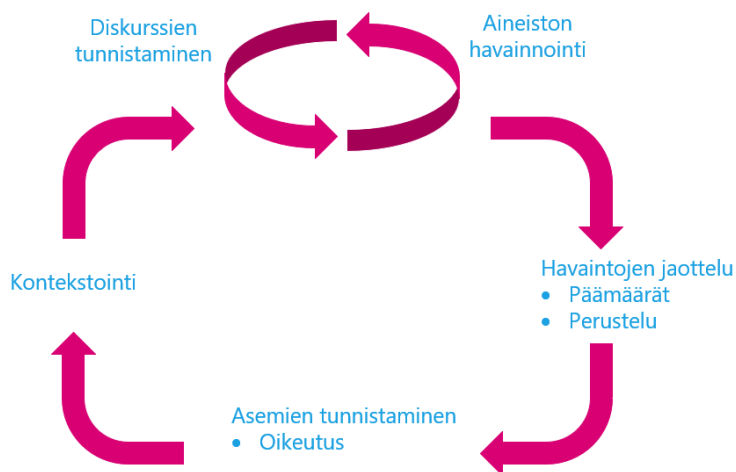 Diskurssien
tunnistaminen
Aineiston
havainnointi
Havaintojen jaottelu
• Päämäärät
• Perustelu
Asemien tunnistaminen
• Oikeutus
Kontekstointi